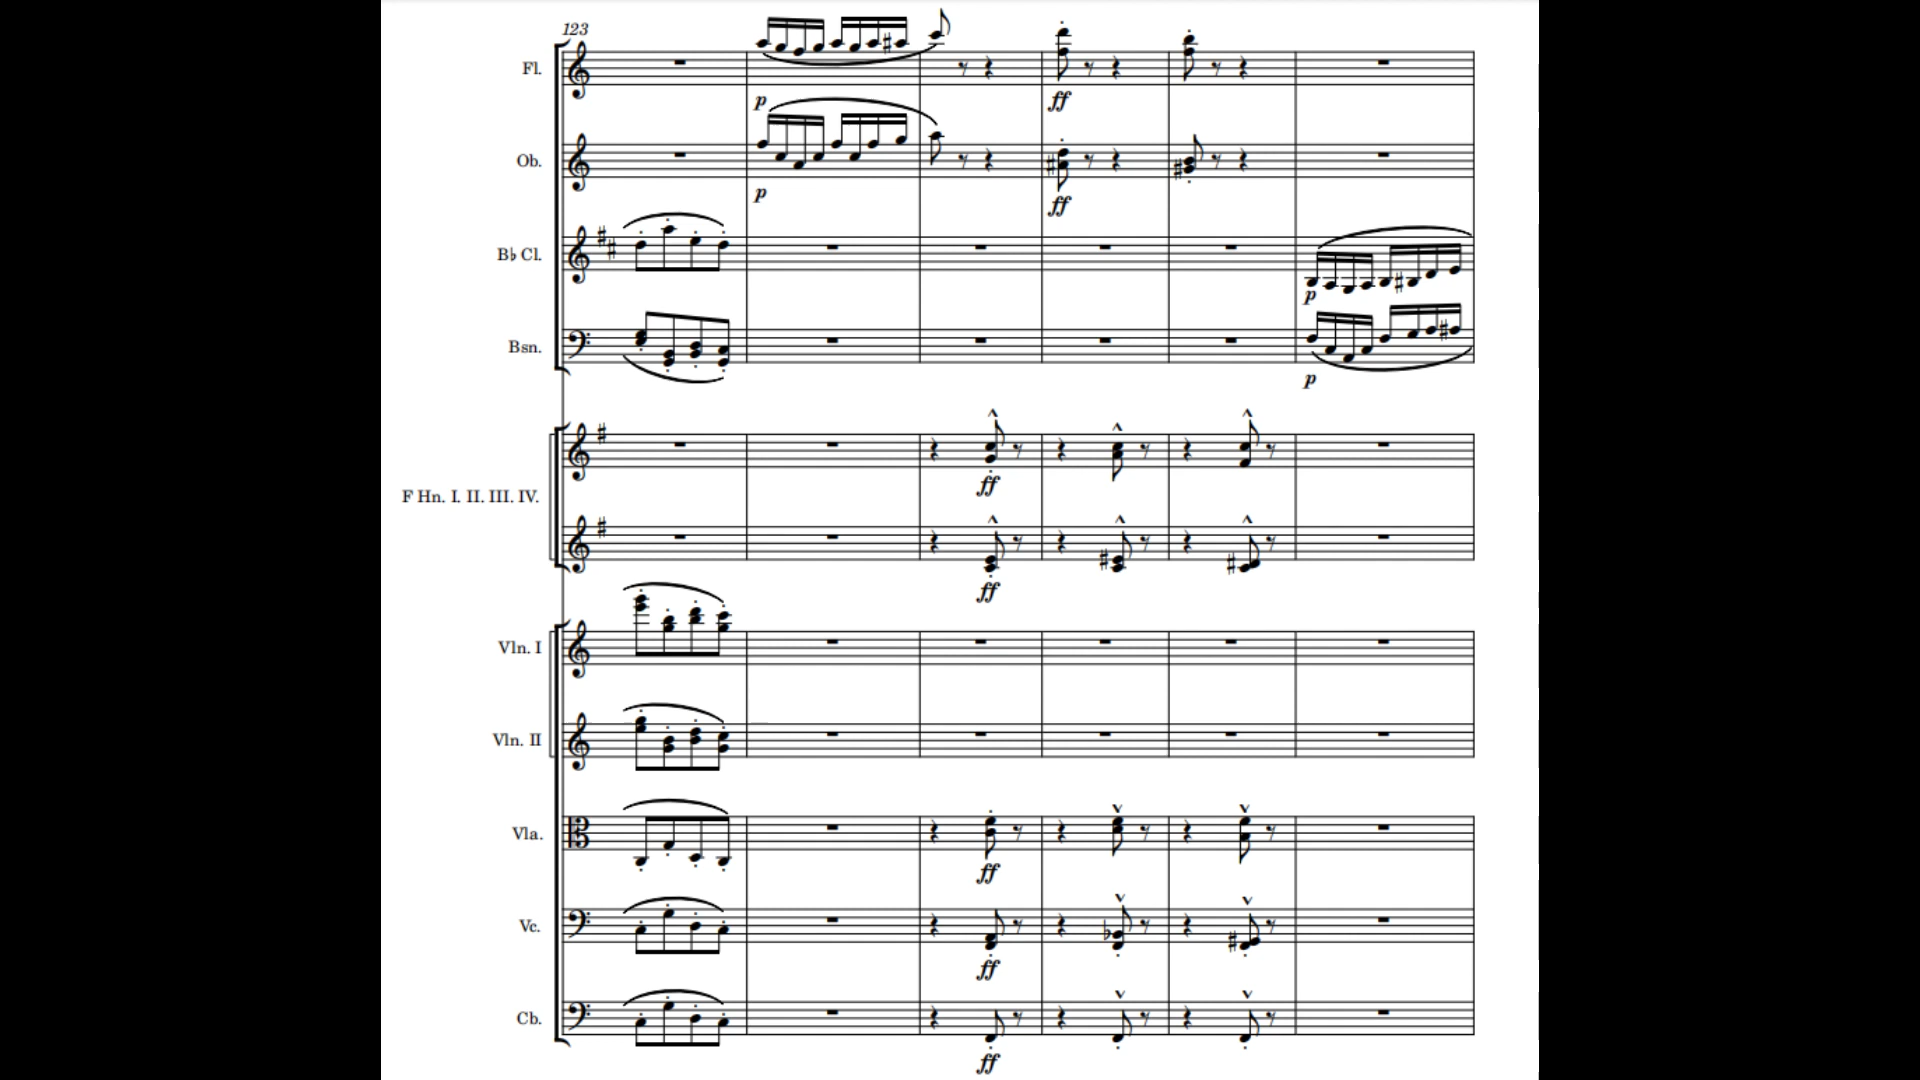 123
Fl.
p
ff
Ob.
p
ff
B♭ Cl.
p
Bsn.
p
F Hn. I. II. III. IV.
ff
ff
Vln. I
Vln. II
Vla.
ff
Vc.
ff
Cb.
ff